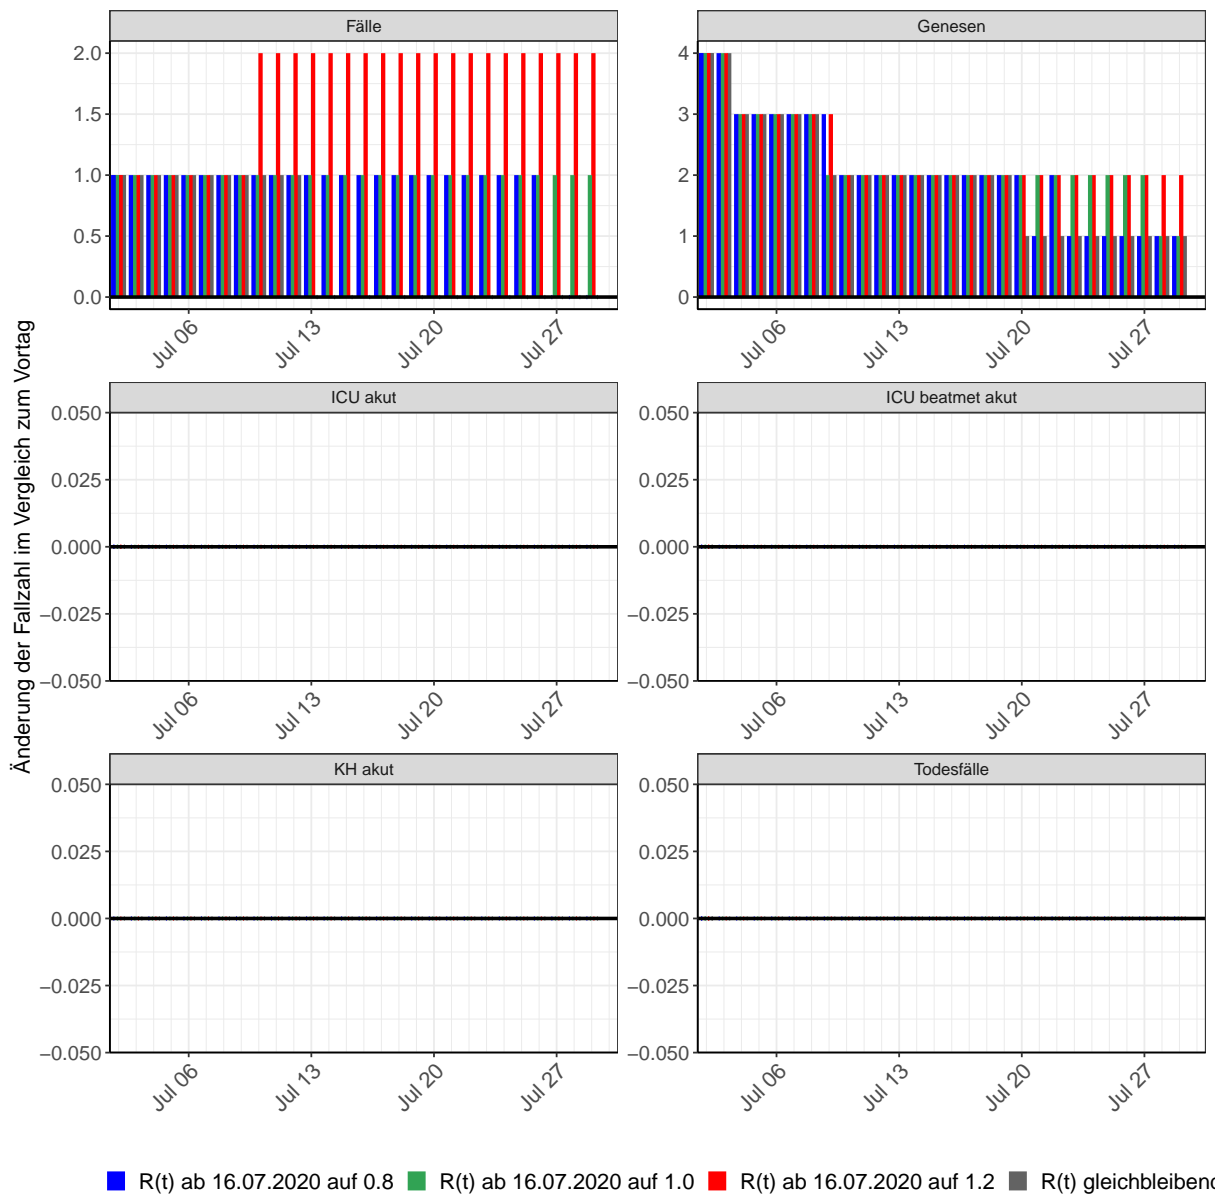 Fälle
Genesen
2.0
1.5
1.0
0.5
0.0
4
3
2
1
0
Jul 06
Jul 13
Jul 20
Jul 27
Jul 06
Jul 13
Jul 20
Jul 27
Änderung der Fallzahl im Vergleich zum Vortag
ICU akut
ICU beatmet akut
0.050
0.025
0.000
−0.025
−0.050
0.050
0.025
0.000
−0.025
−0.050
Jul 06
Jul 13
Jul 20
Jul 27
Jul 06
Jul 13
Jul 20
Jul 27
KH akut
Todesfälle
0.050
0.025
0.000
−0.025
−0.050
0.050
0.025
0.000
−0.025
−0.050
Jul 06
Jul 13
Jul 20
Jul 27
Jul 06
Jul 13
Jul 20
Jul 27
R(t) ab 16.07.2020 auf 0.8 R(t) ab 16.07.2020 auf 1.0 R(t) ab 16.07.2020 auf 1.2 R(t) gleichbleibend